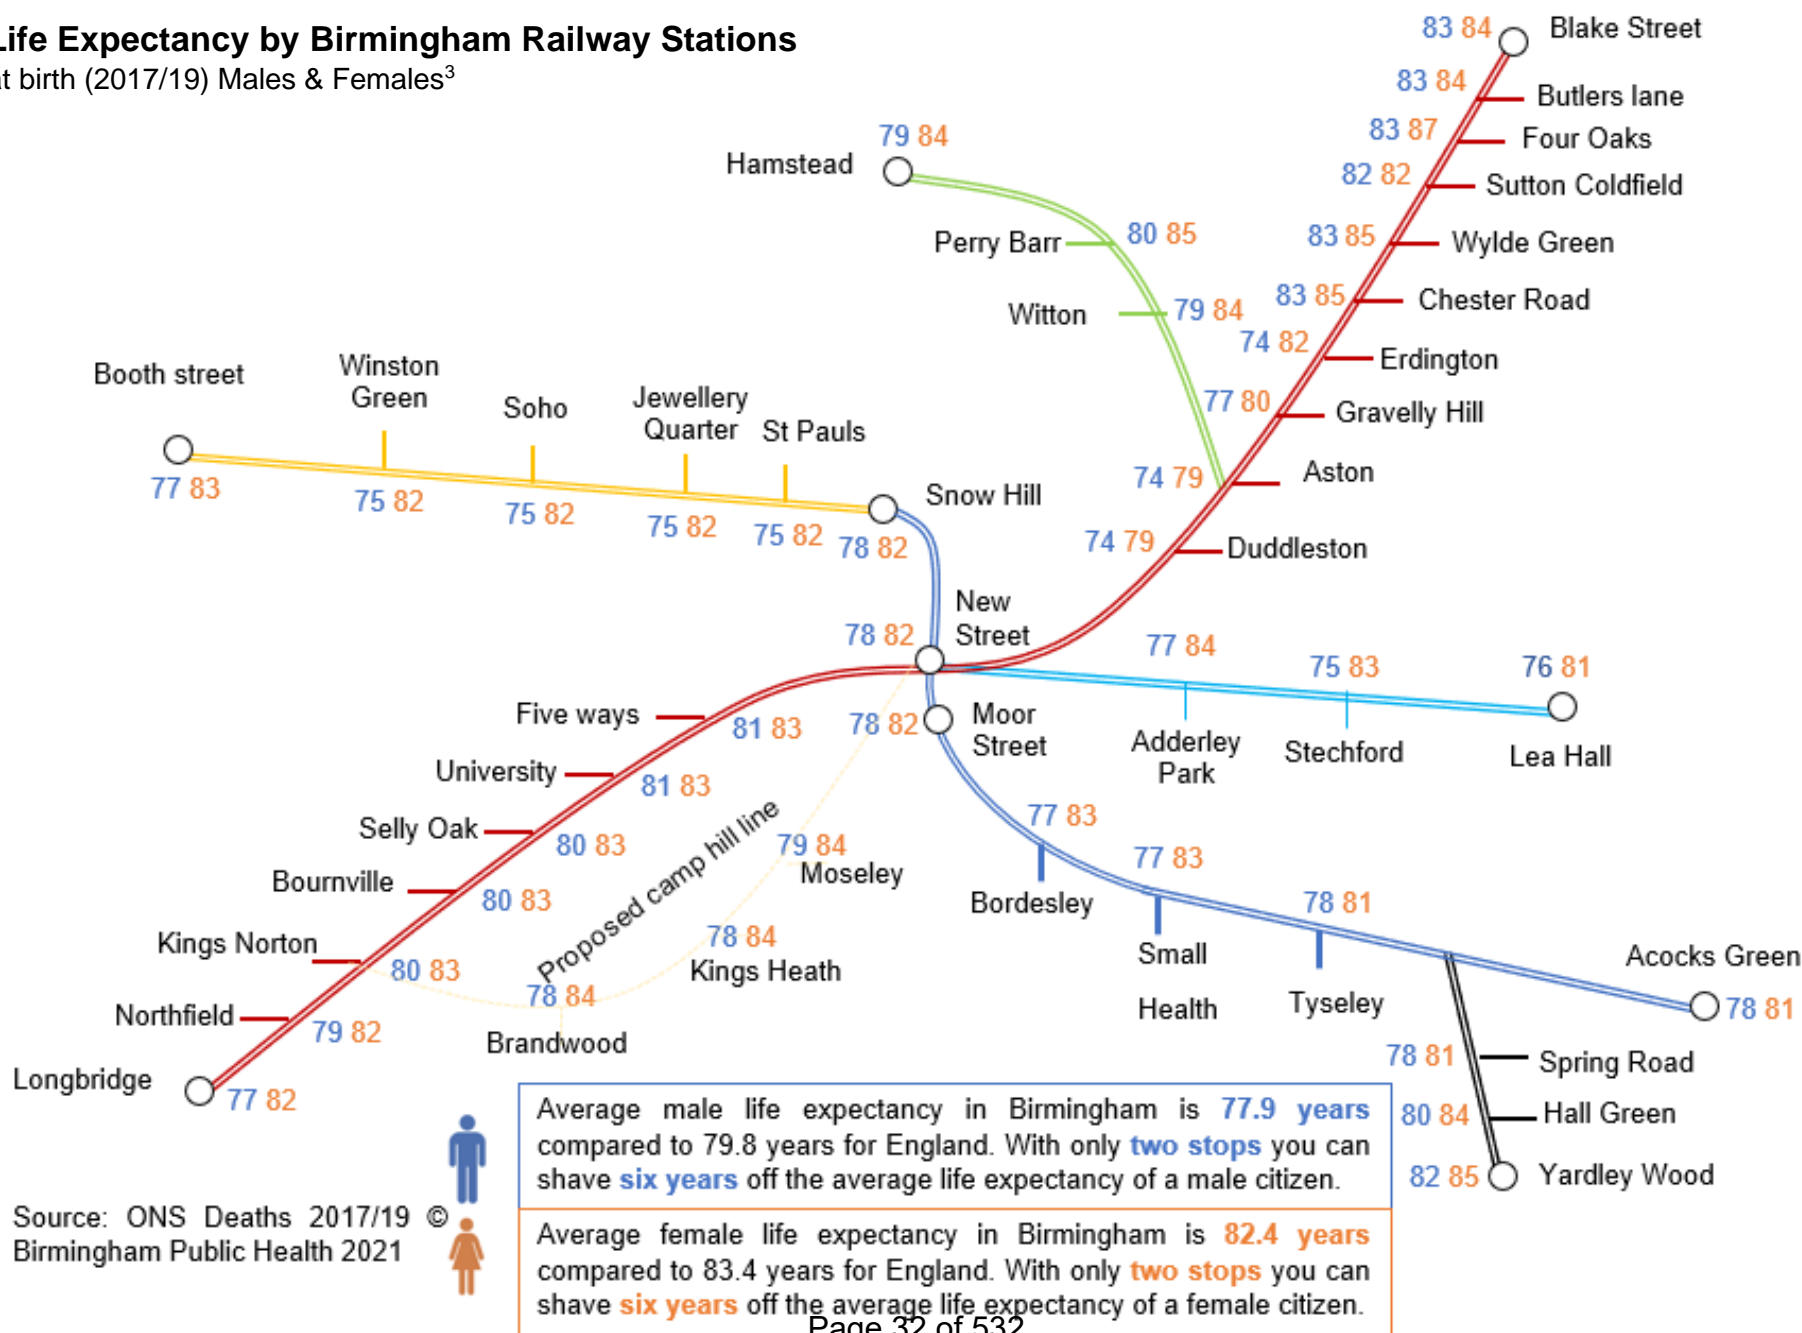 Life Expectancy by Birmingham Railway Stations
at birth (2017/19) Males & Females³
83 84 Blake Street
83 84 Butlers lane
83 87 Four Oaks
82 82 Sutton Coldfield
83 85 Wylde Green
83 85 Chester Road
74 82 Erdington
77 80 Gravelly Hill
74 79 Aston
74 79 Duddleston
79 84
Hamstead
Perry Barr 80 85
Witton 79 84
Booth street
77 83
Winston
Green
75 82
Soho
75 82
Jewellery
Quarter
75 82
St Pauls
75 82
Snow Hill
78 82
New
Street
78 82
77 84
Adderley
Park
75 83
Stechford
76 81
Lea Hall
Moor
Street
78 82
Five ways 81 83
University 81 83
Selly Oak 80 83
Bournville 80 83
Kings Norton 80 83
Northfield 79 82
Longbridge 77 82
Proposed camp hill line
79 84
Moseley
78 84
Kings Heath
78 84
Brandwood
77 83
Bordesley
77 83
Small
Health
78 81
Tyseley
Acocks Green
78 81
78 81 Spring Road
80 84 Hall Green
82 85 Yardley Wood
Average male life expectancy in Birmingham is 77.9 years
compared to 79.8 years for England. With only two stops you can
shave six years off the average life expectancy of a male citizen.
Average female life expectancy in Birmingham is 82.4 years
compared to 83.4 years for England. With only two stops you can
shave six years off the average life expectancy of a female citizen.
Source: ONS Deaths 2017/19 ©
Birmingham Public Health 2021
Page 32 of 532